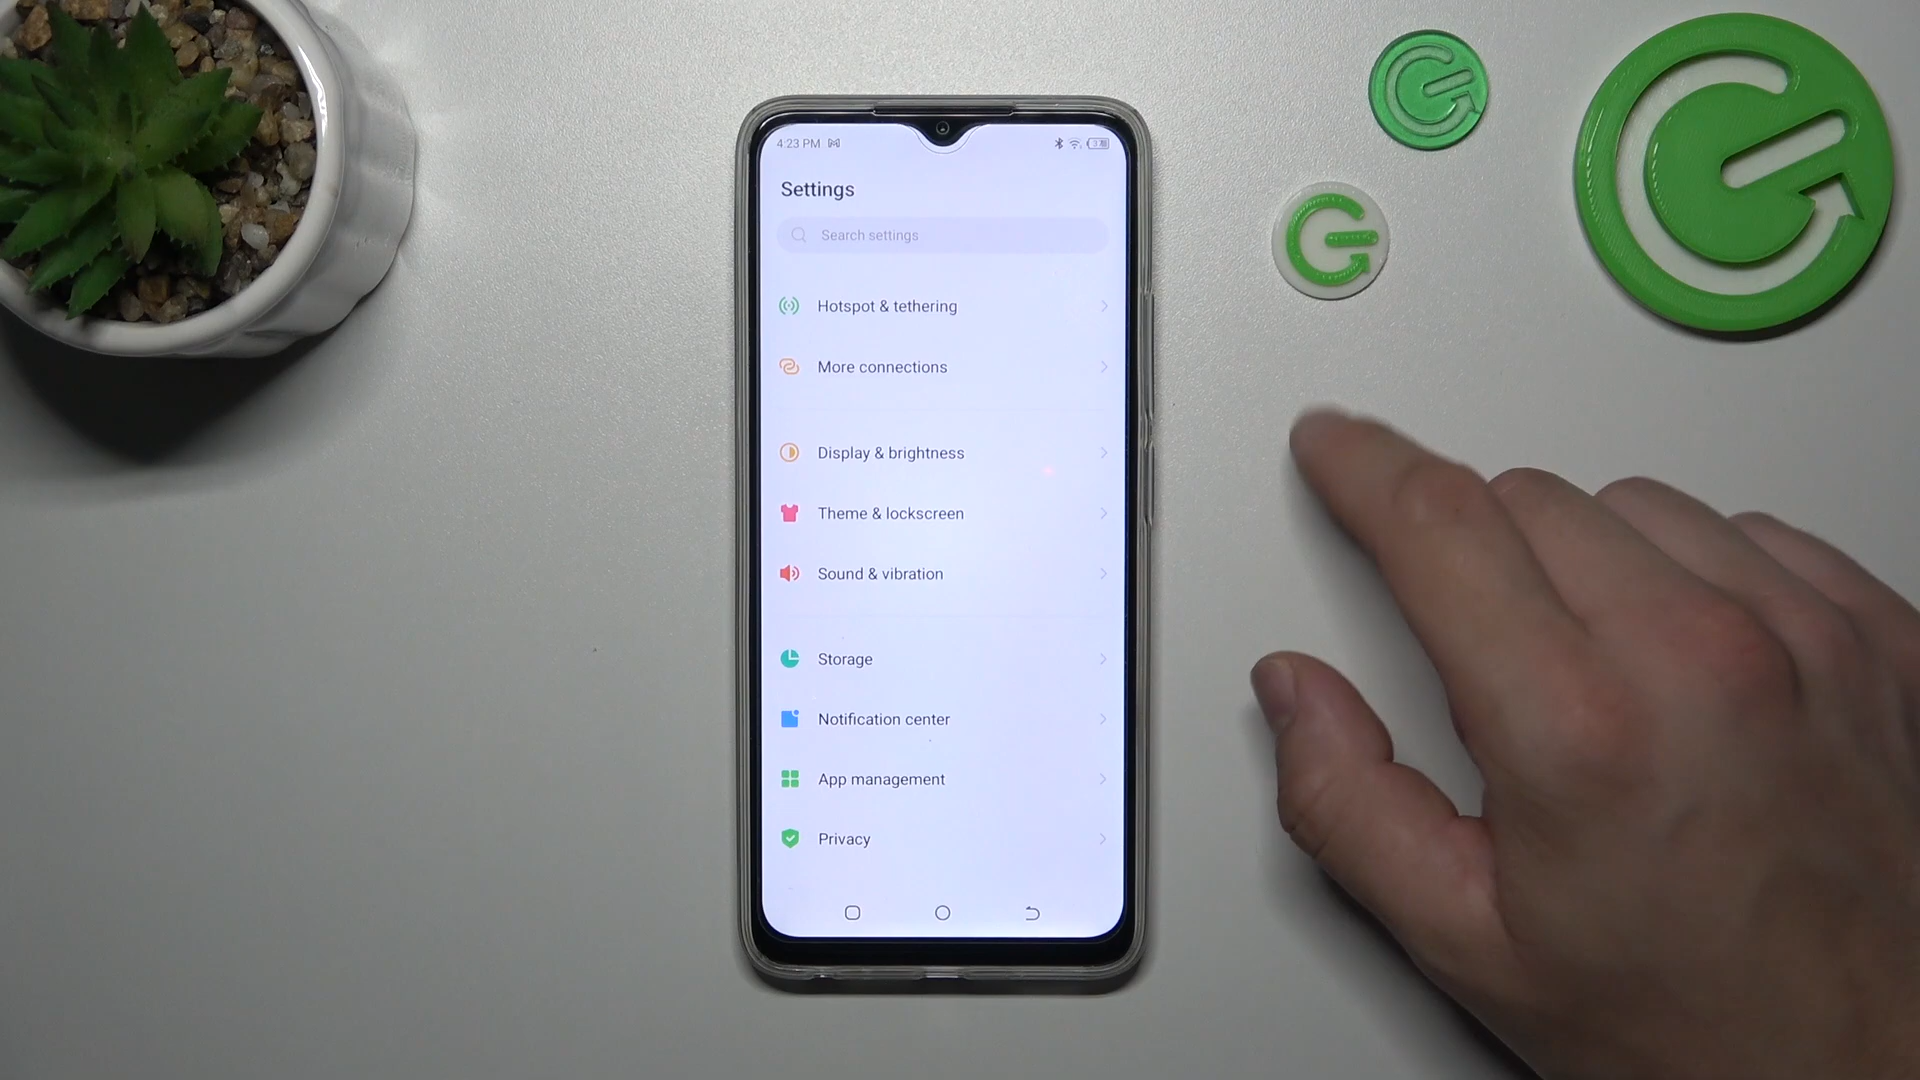 4:23 PM
Settings
Search settings
Hotspot & tethering
More connections
Display & brightness
Theme & lockscreen
Sound & vibration
Storage
Notification center
App management
Privacy